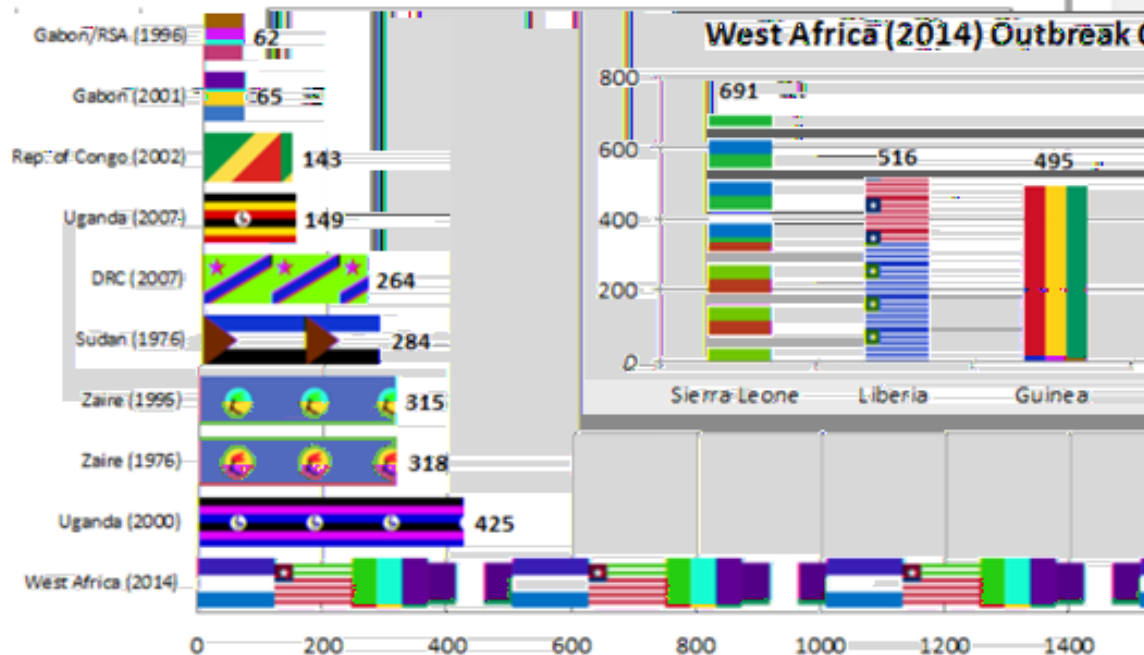 Gabon/RSA (1996) 62
Gabon (2001) 65
Rep. of Congo (2002) 143
Uganda (2007) 149
DRC (2007) 264
Sudan (1976) 284
Zaire (1995) 315
Zaire (1976) 318
Uganda (2000) 425
West Africa (2014)
0 200 400 600 800 1000 1200 1400
West Africa (2014) Outbreak
800
600
400
200
0
691
516
495
Sierra Leone Liberia Guinea